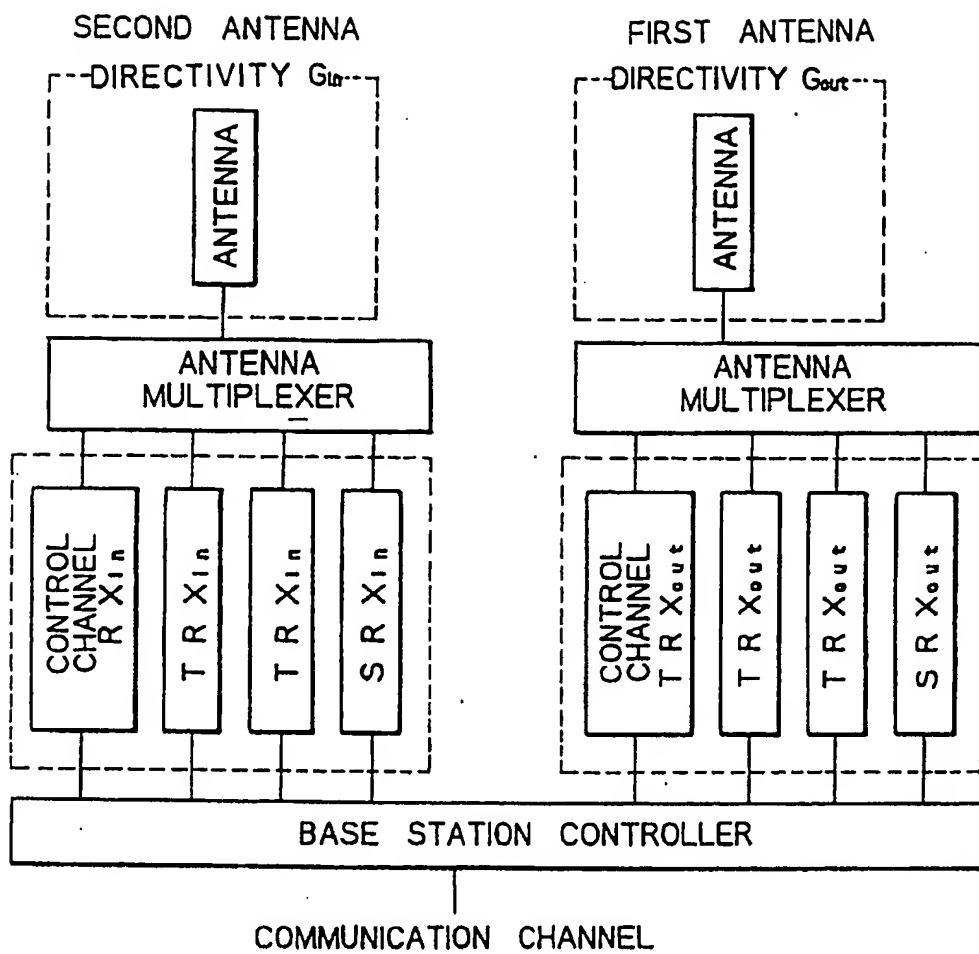 SECOND ANTENNA
DIRECTIVITY Gin
ANTENNA
ANTENNA
MULTIPLEXER
CONTROL
CHANNEL
R Xin
T R Xin
T R Xin
S R Xin
FIRST ANTENNA
DIRECTIVITY Gout
ANTENNA
ANTENNA
MULTIPLEXER
CONTROL
CHANNEL
T R Xout
T R Xout
T R Xout
S R Xout
BASE STATION CONTROLLER
COMMUNICATION CHANNEL